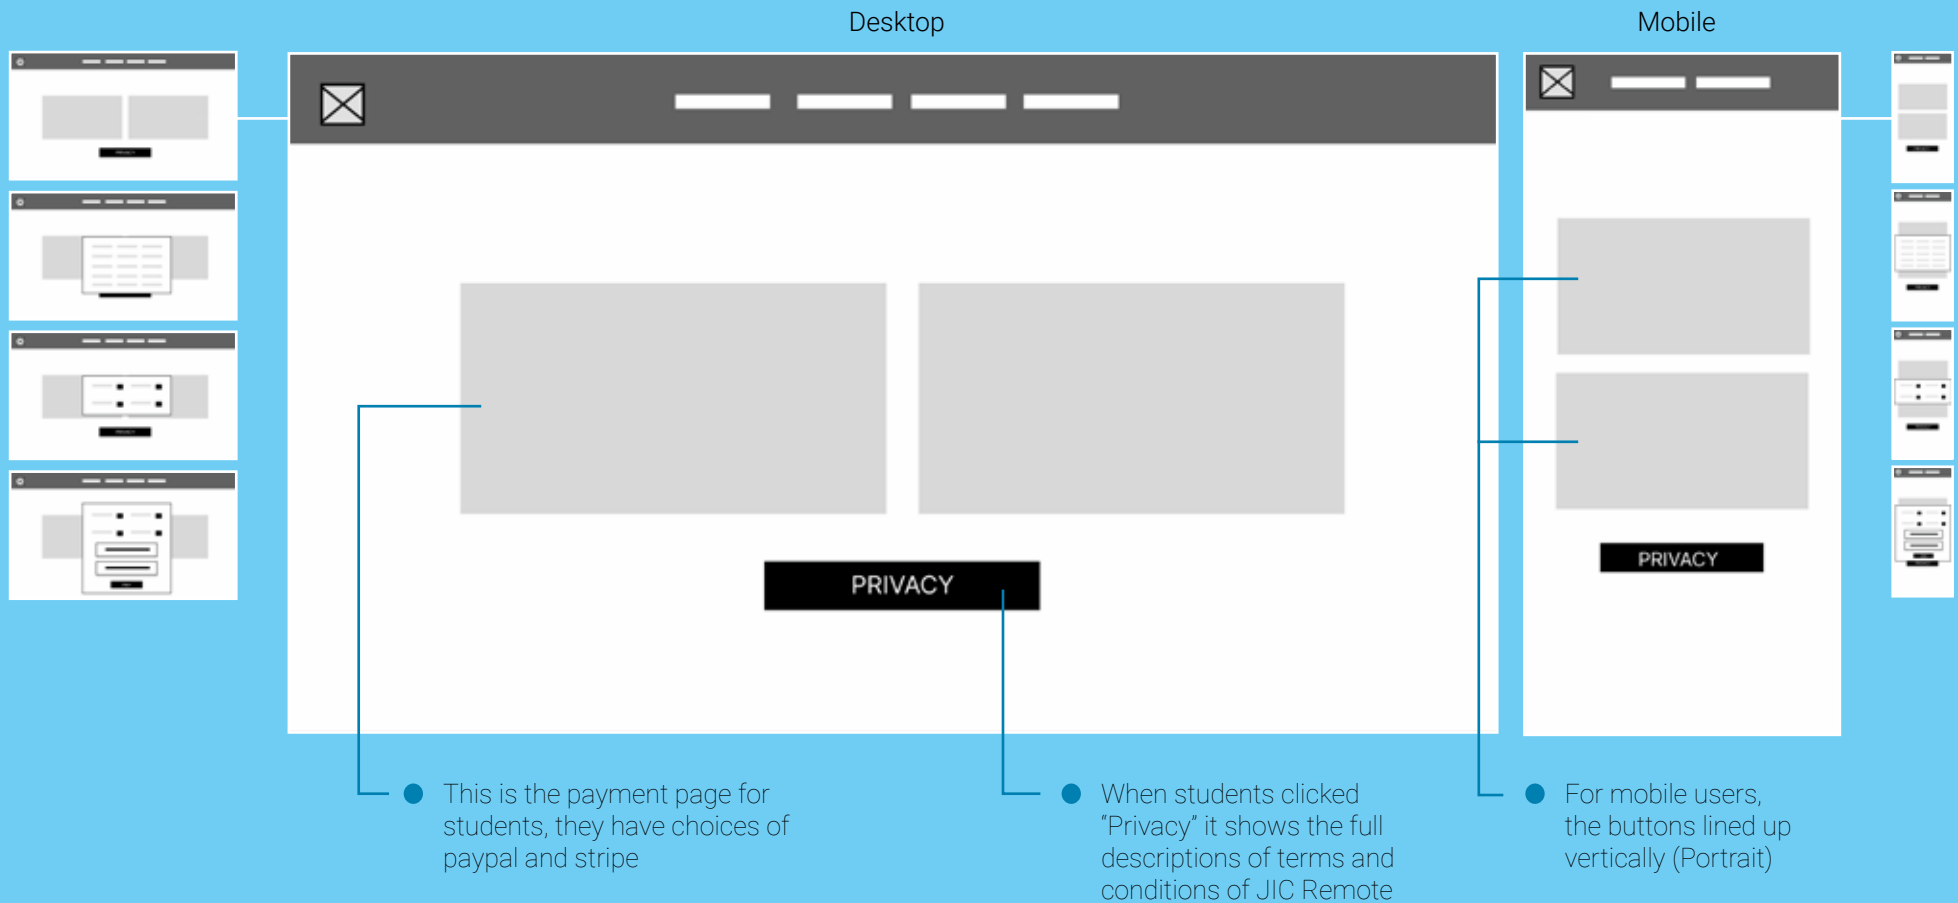 Desktop
Mobile
PRIVACY
PRIVACY
This is the payment page for
students, they have choices of
paypal and stripe
When students clicked
"Privacy" it shows the full
descriptions of terms and
conditions of JIC Remote
For mobile users,
the buttons lined up
vertically (Portrait)
PRIVACY
PRIVACY